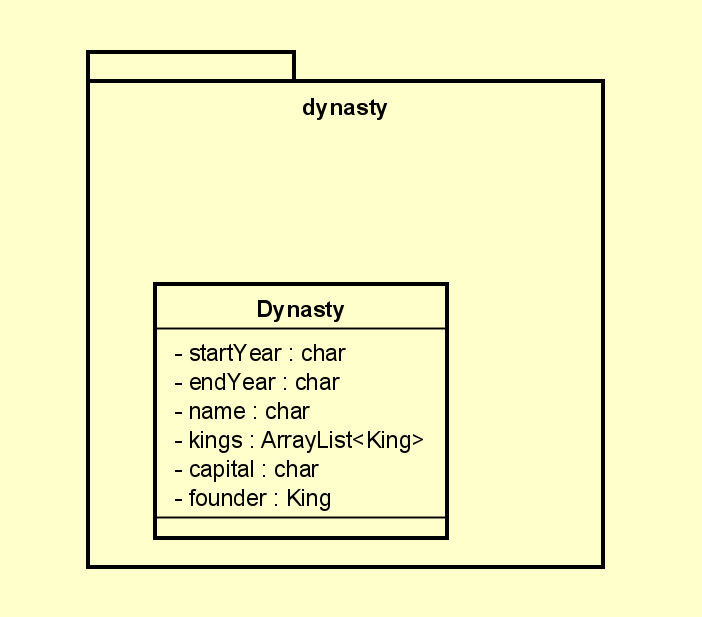 dynasty
Dynasty
- startYear : char
- endYear : char
- name : char
- kings : ArrayList<King>
- capital : char
- founder : King